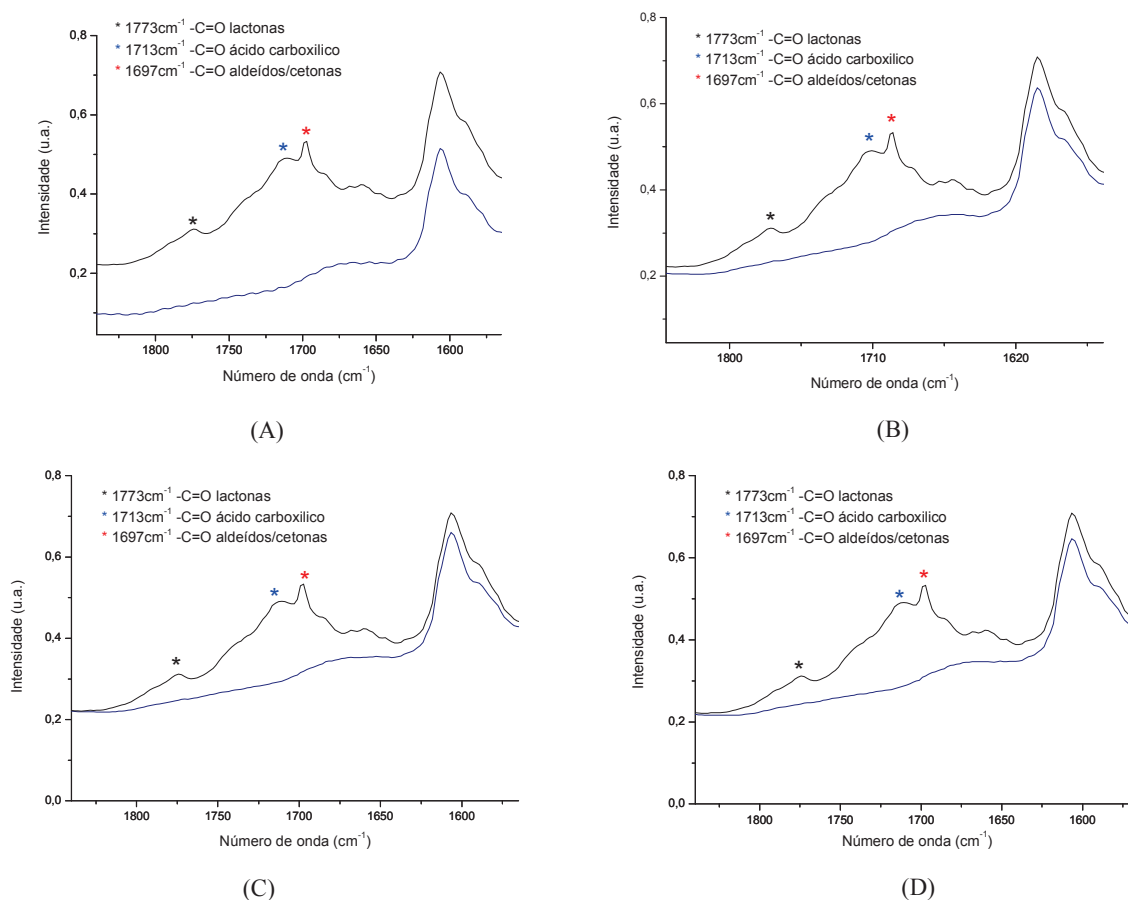 * 1773cm⁻¹ -C=O lactonas
* 1713cm⁻¹ -C=O ácido carboxilico
* 1697cm⁻¹ -C=O aldeídos/cetonas
Intensidade (u.a.)
0,8
0,6
0,4
0,2
* * *
1800 1750 1700 1650 1600
Número de onda (cm⁻¹)
(A)
* 1773cm⁻¹ -C=O lactonas
* 1713cm⁻¹ -C=O ácido carboxilico
* 1697cm⁻¹ -C=O aldeídos/cetonas
Intensidade (u.a.)
0,8
0,6
0,4
0,2
* * *
1800 1710 1620
Número de onda (cm⁻¹)
(B)
* 1773cm⁻¹ -C=O lactonas
* 1713cm⁻¹ -C=O ácido carboxilico
* 1697cm⁻¹ -C=O aldeídos/cetonas
Intensidade (u.a.)
0,8
0,6
0,4
0,2
0,0
* * *
1800 1750 1700 1650 1600
Número de onda (cm⁻¹)
(C)
* 1773cm⁻¹ -C=O lactonas
* 1713cm⁻¹ -C=O ácido carboxilico
* 1697cm⁻¹ -C=O aldeídos/cetonas
Intensidade (u.a.)
0,8
0,6
0,4
0,2
0,0
* * *
1800 1750 1700 1650 1600
Número de onda (cm⁻¹)
(D)